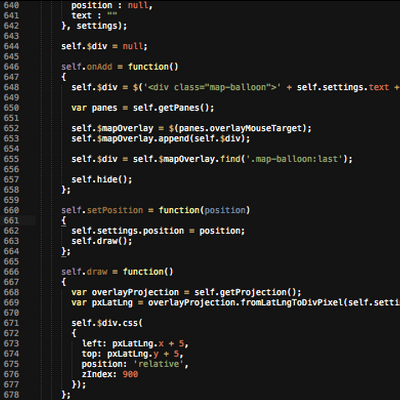 640 position : null,
641 text : ""
642 }, settings);
643
644 self.$div = null;
645
646 self.onAdd = function()
647 {
648 self.$div = $('<div class="map-balloon">' + self.settings.text +
649
650 var panes = self.getPanes();
651
652 self.$mapOverlay = $(panes.overlayMouseTarget);
653 self.$mapOverlay.append(self.$div);
654
655 self.$div = self.$mapOverlay.find('.map-balloon:last');
656
657 self.hide();
658 };
659
660 self.setPosition = function(position)
661 {
662 self.settings.position = position;
663 self.draw();
664 };
665
666 self.draw = function()
667 {
668 var overlayProjection = self.getProjection();
669 var pxLatLng = overlayProjection.fromLatLngToDivPixel(self.setti
670
671 self.$div.css(
672 {
673 left: pxLatLng.x + 5,
674 top: pxLatLng.y + 5,
675 position: 'relative',
676 zIndex: 900
677 });
678 };